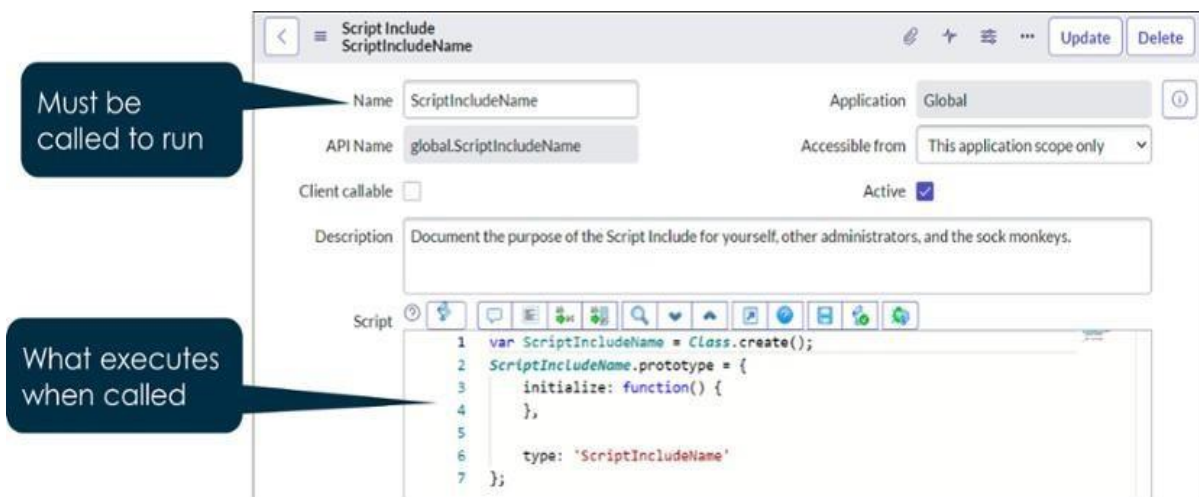 Script Include
ScriptIncludeName
Update
Delete
Must be
called to run
Name
ScriptIncludeName
Application
Global
API Name
global.ScriptIncludeName
Accessible from
This application scope only
Client callable
Active
Description
Document the purpose of the Script Include for yourself, other administrators, and the sock monkeys.
Script
What executes
when called
1 var ScriptIncludeName = Class.create();
2 ScriptIncludeName.prototype = {
3 initialize: function() {
4 },
5
6 type: 'ScriptIncludeName'
7 };